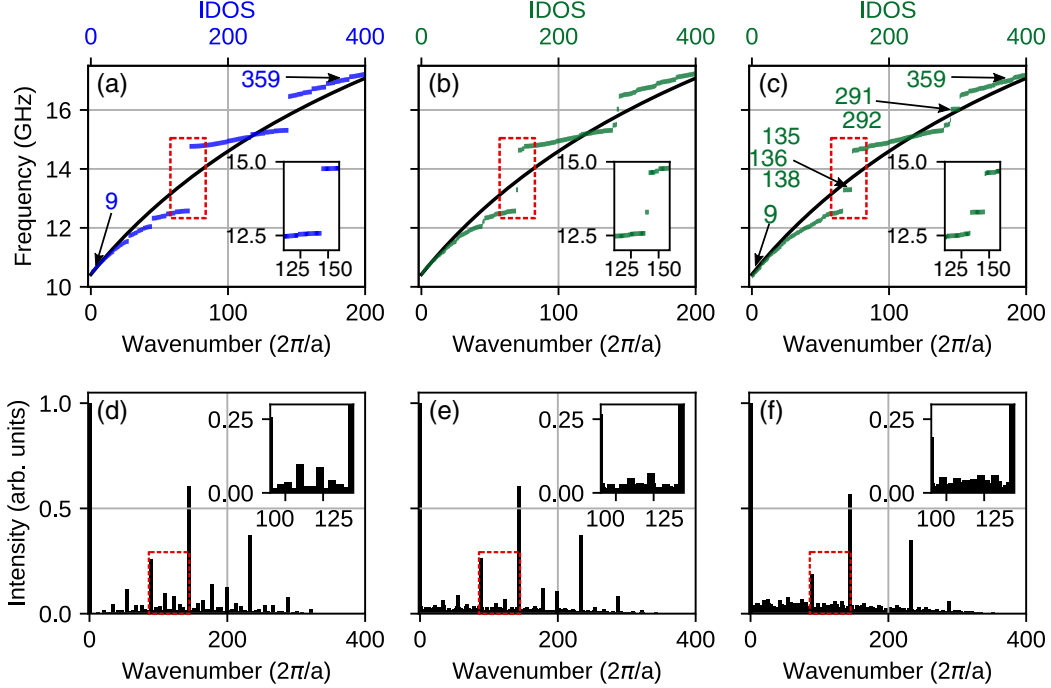 IDOS IDOS IDOS
0 200 400 0 200 400 0 200 400
(a) 359 (b) (c) 359
16 291
292
135
14 15.0 15.0 136 15.0
138
9 9
12 12.5 12.5 12.5
125 150 125 150 125 150
10
0 100 200 0 100 200 0 100 200
Frequency (GHz)
Wavenumber (2π/a) Wavenumber (2π/a) Wavenumber (2π/a)
1.0 (d) 0.25 (e) 0.25 (f) 0.25
0.00 0.00 0.00
0.5 100 125 100 125 100 125
0.0
0 200 400 0 200 400 0 200 400
Intensity (arb. units)
Wavenumber (2π/a) Wavenumber (2π/a) Wavenumber (2π/a)